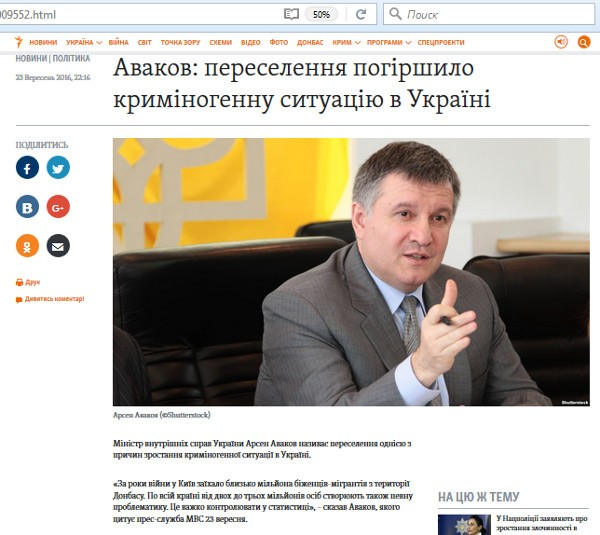 009552.html
50%
Поиск
НОВИНИ УКРАЇНА ВІЙНА СВІТ ТОЧКА ЗОРУ СХЕМИ ВІДЕО ФОТО ДОНБАС КРИМ ПРОГРАМИ СПЕЦПРОЕКТИ
НОВИНИ | ПОЛІТИКА
23 Вересень 2016, 22:16
Аваков: переселення погіршило
криміногенну ситуацію в Україні
ПОДІЛИТИСЬ
Друк
Дивитись коментарі
Shutterstock
Арсен Аваков (©Shutterstock)
Міністр внутрішніх справ України Арсен Аваков називає переселення однією з
причин зростання криміногенної ситуації в Україні.
«За роки війни у Київ заїхало близько мільйона біженців-мігрантів з території
Донбасу. По всій країні від двох до трьох мільйонів осіб створюють також певну
проблематику. Це важко контролювати у статистиці», – сказав Аваков, якого
цитує прес-служба МВС 23 вересня.
НА ЦЮ Ж ТЕМУ
У Нацполіції заявляють про
зростання злочинності в